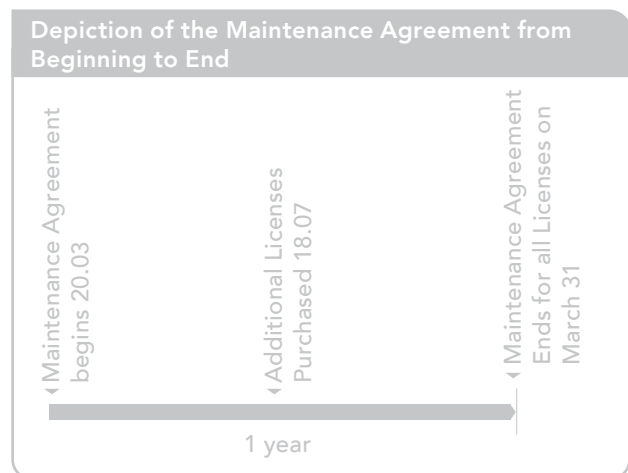 Depiction of the Maintenance Agreement from
Beginning to End
Maintenance Agreement
begins 20.03
Additional Licenses
Purchased 18.07
Maintenance Agreement
Ends for all Licenses on
March 31
1 year